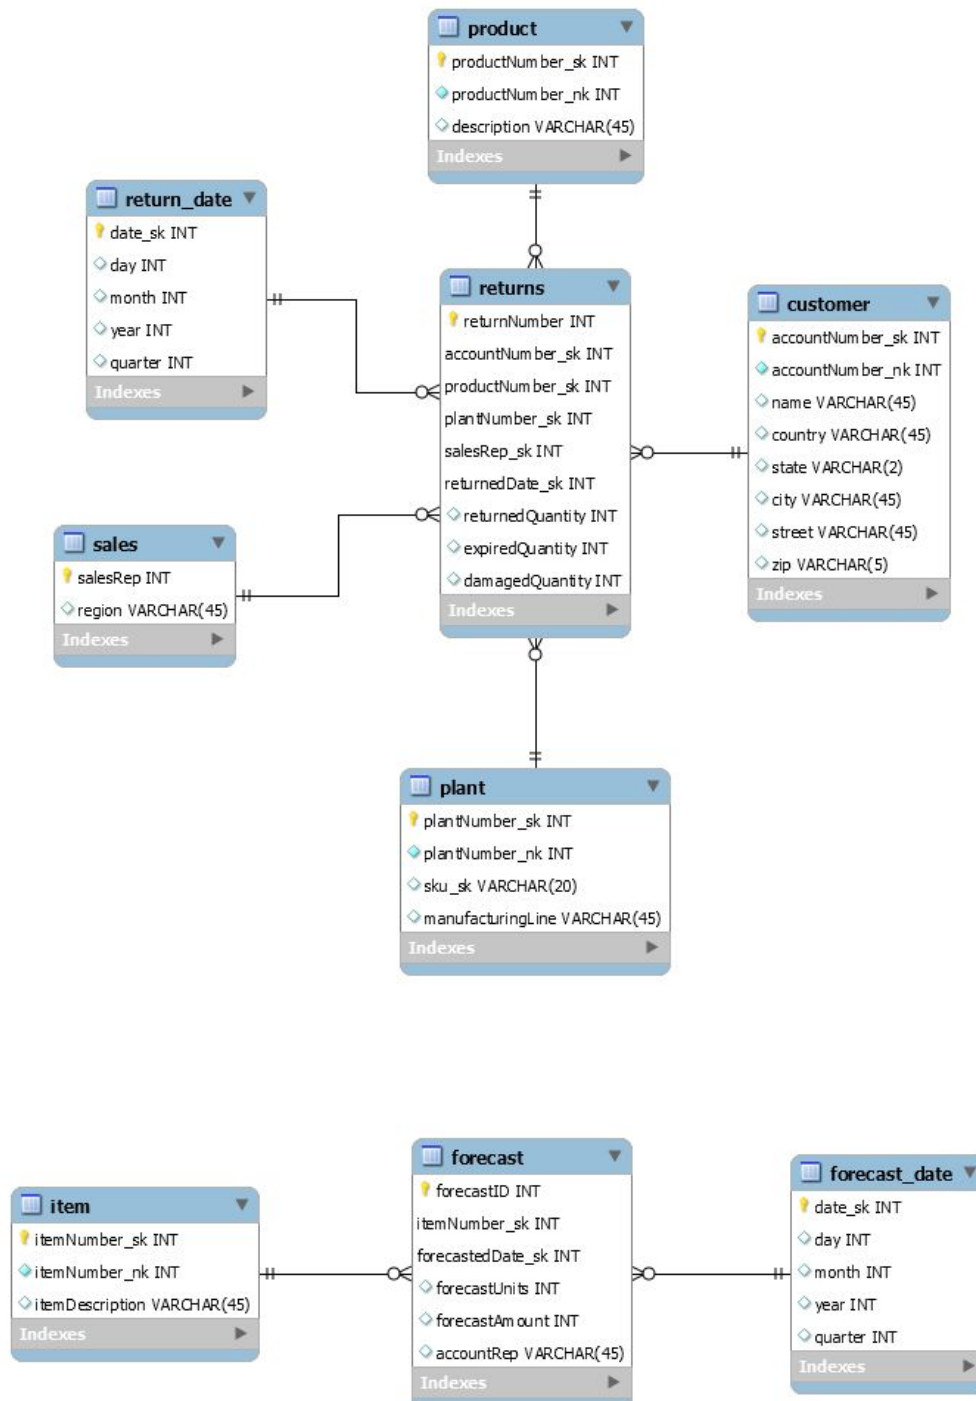 product
productNumber_sk INT
productNumber_nk INT
description VARCHAR(45)
Indexes
return_date
date_sk INT
day INT
month INT
year INT
quarter INT
Indexes
returns
returnNumber INT
accountNumber_sk INT
productNumber_sk INT
plantNumber_sk INT
salesRep_sk INT
returnedDate_sk INT
returnedQuantity INT
expiredQuantity INT
damagedQuantity INT
Indexes
customer
accountNumber_sk INT
accountNumber_nk INT
name VARCHAR(45)
country VARCHAR(45)
state VARCHAR(2)
city VARCHAR(45)
street VARCHAR(45)
zip VARCHAR(5)
Indexes
sales
salesRep INT
region VARCHAR(45)
Indexes
plant
plantNumber_sk INT
plantNumber_nk INT
sku_sk VARCHAR(20)
manufacturingLine VARCHAR(45)
Indexes
item
itemNumber_sk INT
itemNumber_nk INT
itemDescription VARCHAR(45)
Indexes
forecast
forecastID INT
itemNumber_sk INT
forecastedDate_sk INT
forecastUnits INT
forecastAmount INT
accountRep VARCHAR(45)
Indexes
forecast_date
date_sk INT
day INT
month INT
year INT
quarter INT
Indexes